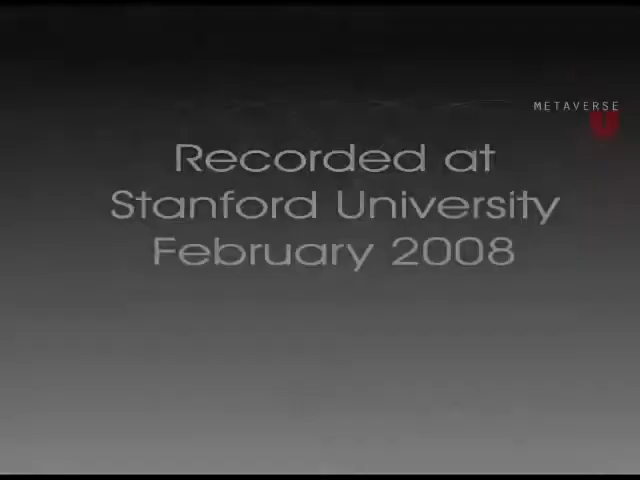 METAVERSE
U
Recorded at
Stanford University
February 2008